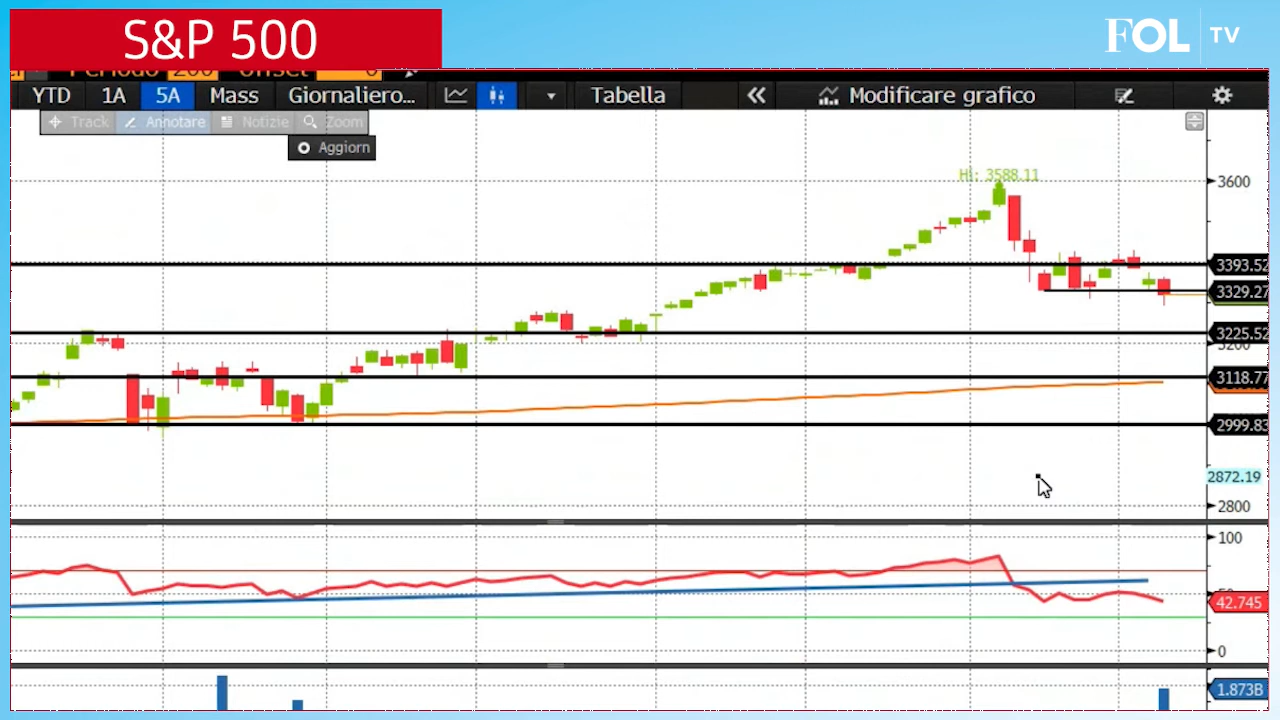 S&P 500
FOL TV
Periodo 200 Offset 0
YTD 1A 5A Mass Giornaliero... Tabella « Modificare grafico
Track Annotare Notizie Zoom
Aggiorn
Hi: 3588.11
3600
3393.52
3329.27
3225.52
3200
3118.77
2999.83
2872.19
2800
100
50
42.745
0
1.873B